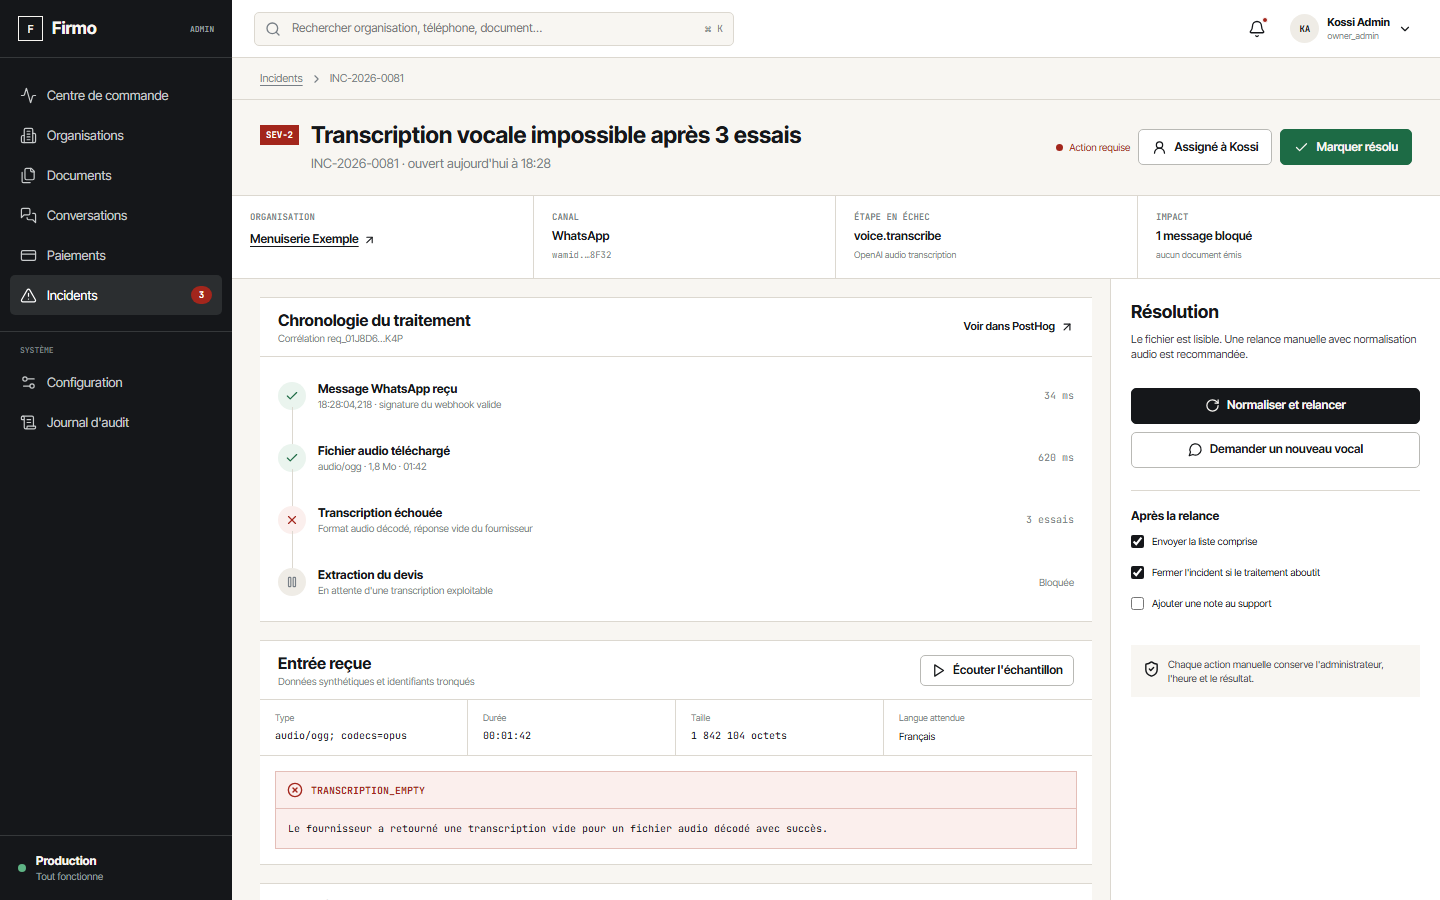 F Firmo ADMIN
Centre de commande
Organisations
Documents
Conversations
Paiements
Incidents 3
SYSTÈME
Configuration
Journal d'audit
Production
Tout fonctionne
Rechercher organisation, téléphone, document... ⌘ K
KA Kossi Admin
owner_admin
Incidents INC-2026-0081
SEV-2 Transcription vocale impossible après 3 essais
INC-2026-0081 · ouvert aujourd'hui à 18:28
Action requise Assigné à Kossi Marquer résolu
ORGANISATION
Menuiserie Exemple
CANAL
WhatsApp
wamid...8F32
ÉTAPE EN ÉCHEC
voice.transcribe
OpenAI audio transcription
IMPACT
1 message bloqué
aucun document émis
Chronologie du traitement
Corrélation req_01J8D6...K4P
Voir dans PostHog
Message WhatsApp reçu
18:28:04,218 · signature du webhook valide
34 ms
Fichier audio téléchargé
audio/ogg · 1,8 Mo · 01:42
620 ms
Transcription échouée
Format audio décodé, réponse vide du fournisseur
3 essais
Extraction du devis
En attente d'une transcription exploitable
Bloquée
Entrée reçue
Données synthétiques et identifiants tronqués
Écouter l'échantillon
Type
audio/ogg; codecs=opus
Durée
00:01:42
Taille
1 842 104 octets
Langue attendue
Français
TRANSCRIPTION_EMPTY
Le fournisseur a retourné une transcription vide pour un fichier audio décodé avec succès.
Résolution
Le fichier est lisible. Une relance manuelle avec normalisation
audio est recommandée.
Normaliser et relancer
Demander un nouveau vocal
Après la relance
Envoyer la liste comprise
Fermer l'incident si le traitement aboutit
Ajouter une note au support
Chaque action manuelle conserve l'administrateur,
l'heure et le résultat.